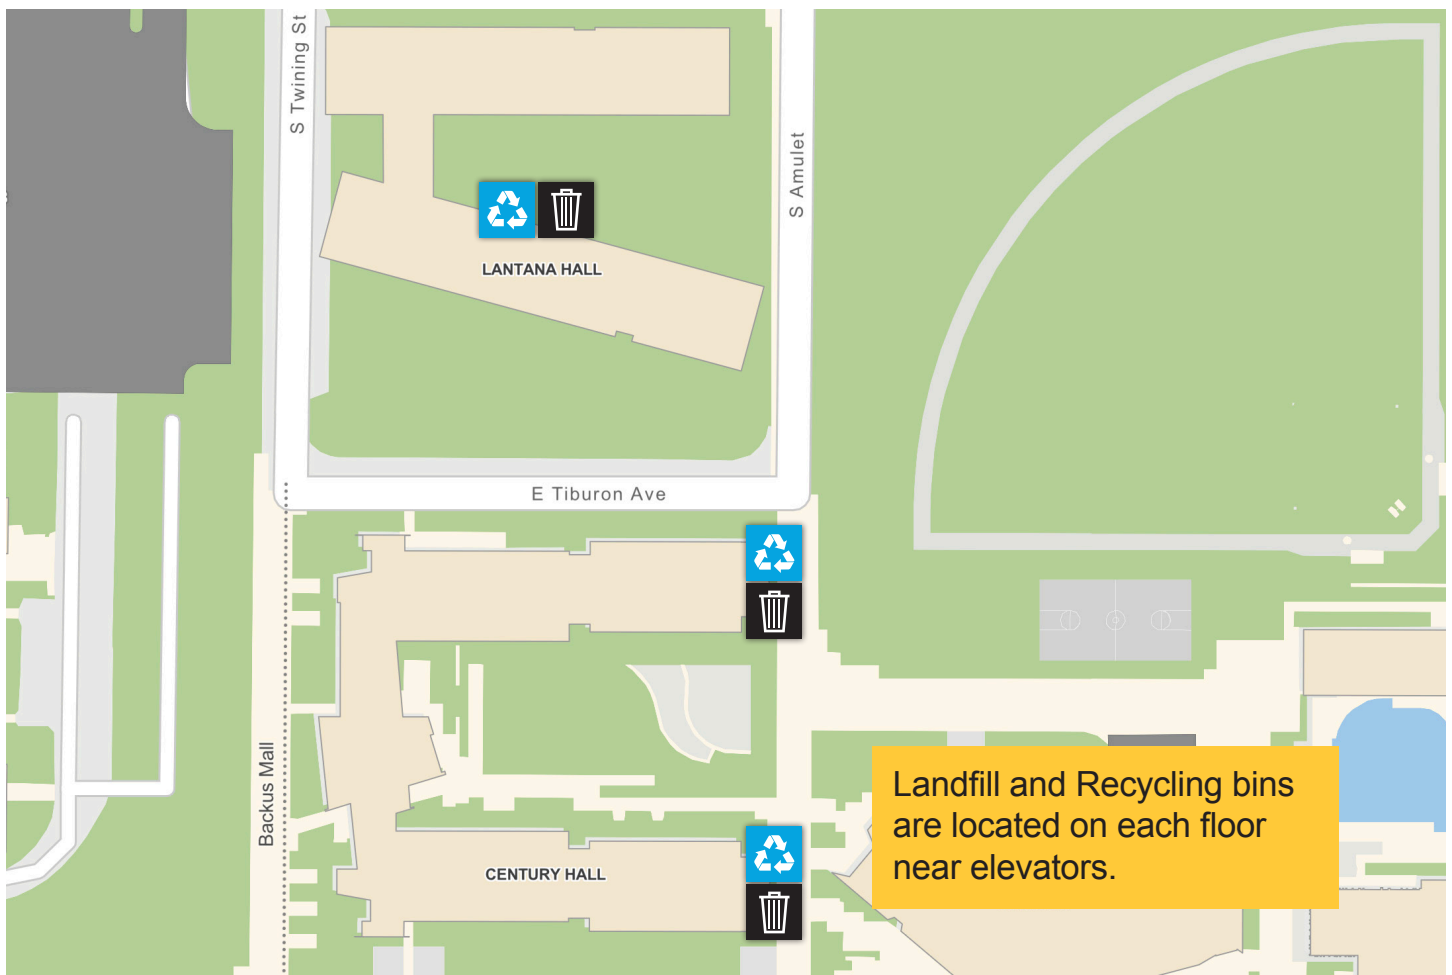 S Twining St
S Amulet
LANTANA HALL
E Tiburon Ave
Backus Mall
Landfill and Recycling bins
are located on each floor
near elevators.
CENTURY HALL